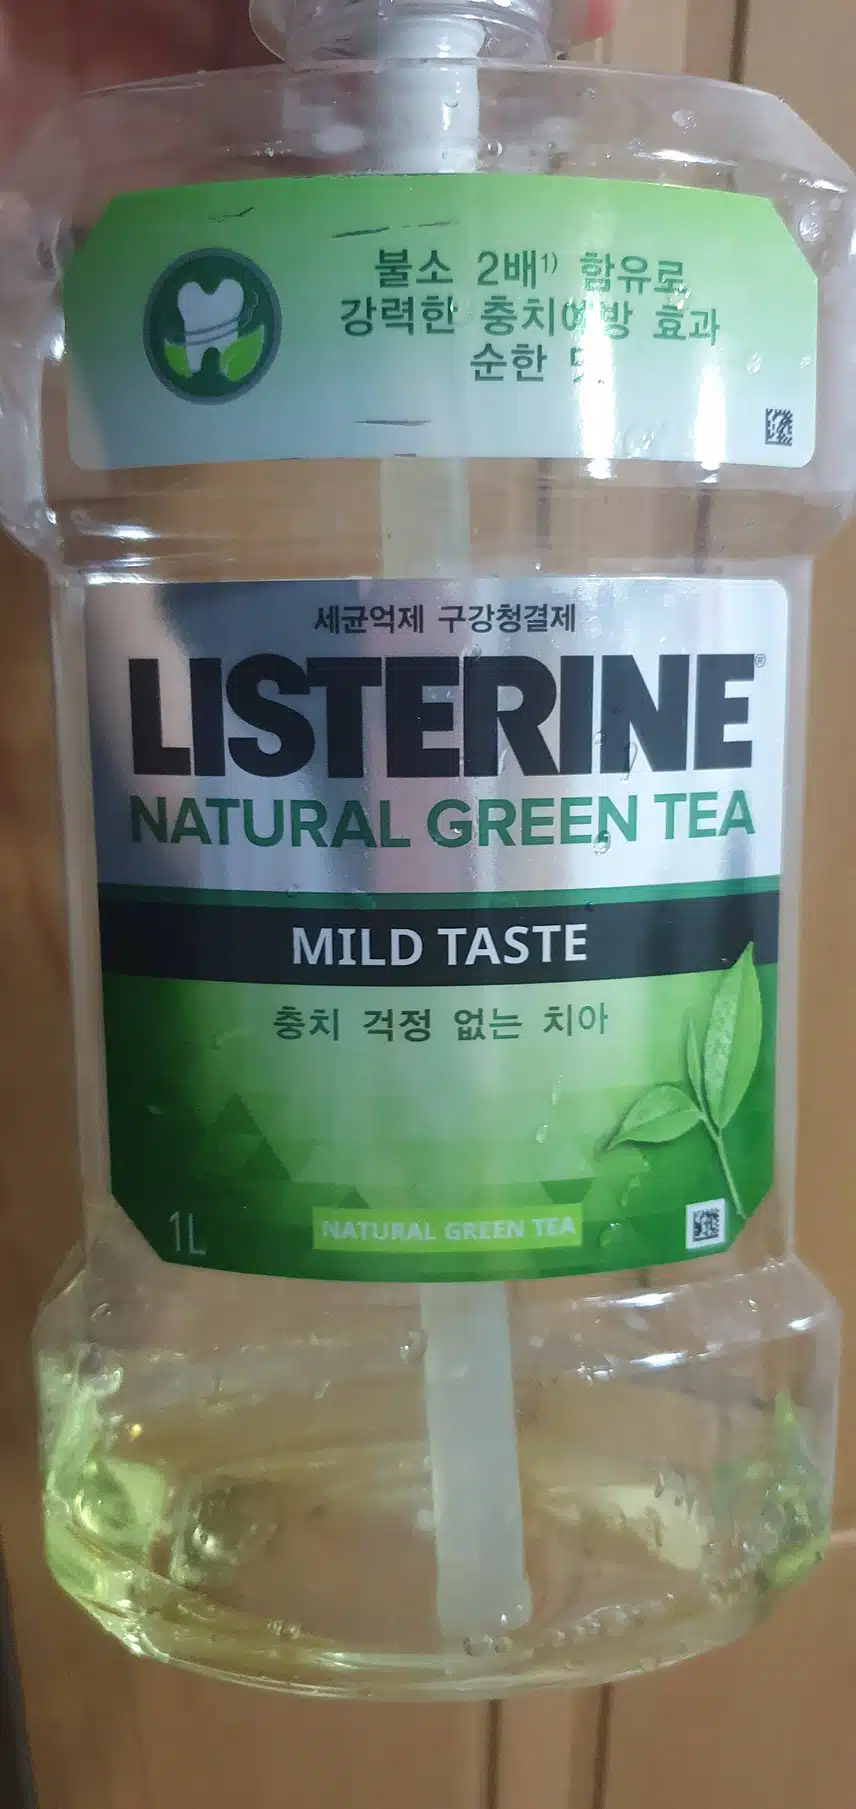 불소 2배¹⁾ 함유로
강력한 충치예방 효과
순한 맛
세균억제 구강청결제
LISTERINE®
NATURAL GREEN TEA
MILD TASTE
충치 걱정 없는 치아
1L
NATURAL GREEN TEA